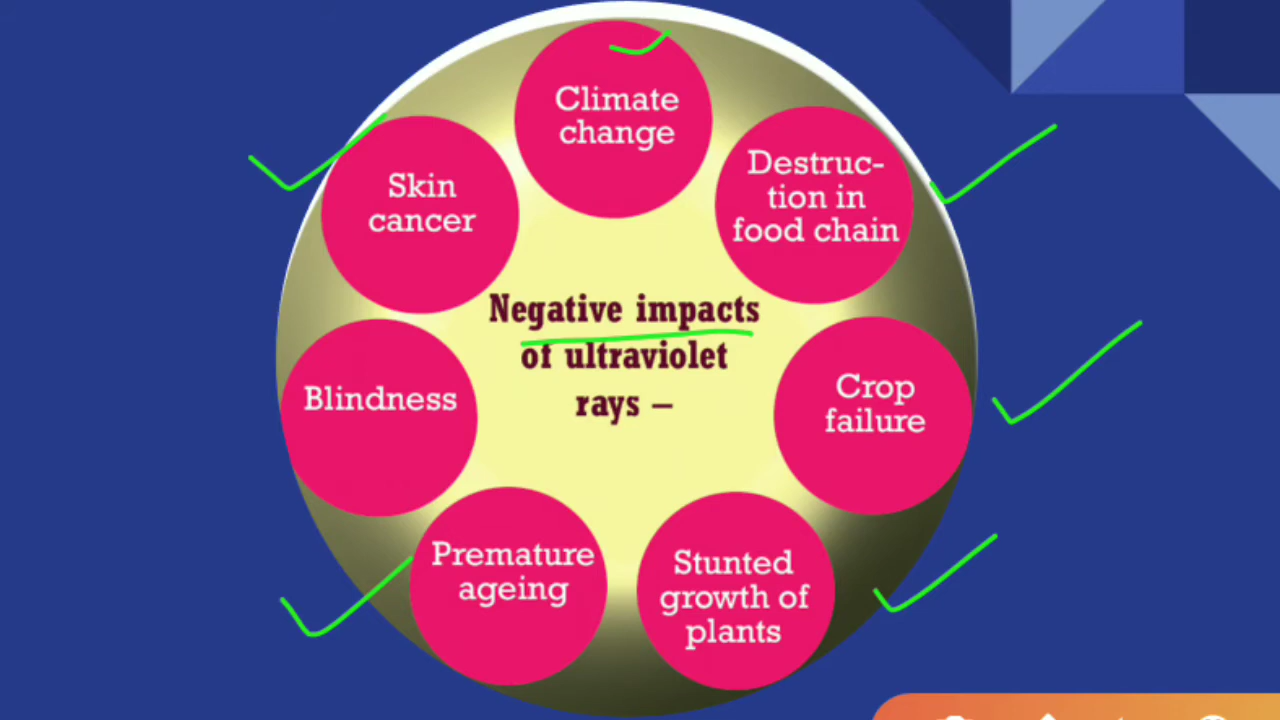 Climate
change
Destruc-
tion in
food chain
Skin
cancer
Negative impacts
of ultraviolet
rays –
Crop
failure
Blindness
Premature
ageing
Stunted
growth of
plants